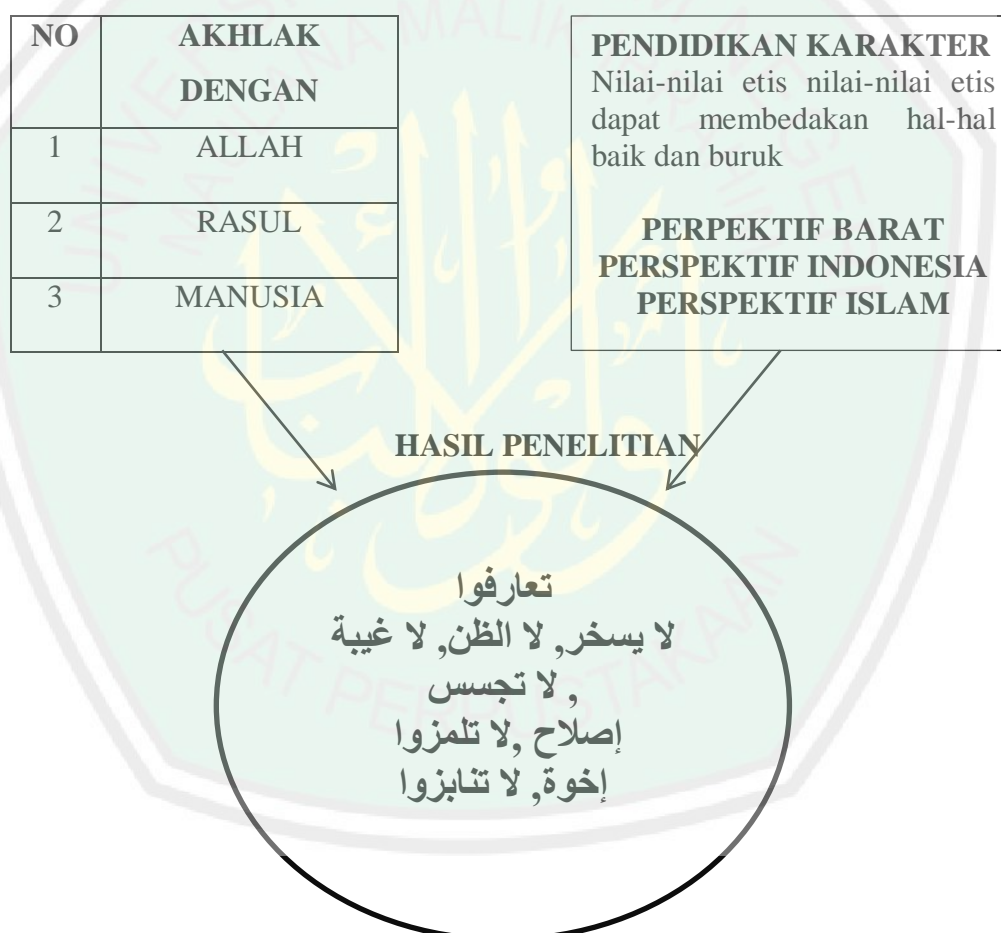 NO AKHLAK
DENGAN
1 ALLAH
2 RASUL
3 MANUSIA
PENDIDIKAN KARAKTER
Nilai-nilai etis nilai-nilai etis
dapat membedakan hal-hal
baik dan buruk
PERPEKTIF BARAT
PERSPEKTIF INDONESIA
PERSPEKTIF ISLAM
HASIL PENELITIAN
تعارفوا
لا يسخر, لا الظن, لا غيبة
, لا تجسس
إصلاح ,لا تلمزوا
إخوة, لا تنابزوا
PUSAT PERPUSTAKAAN